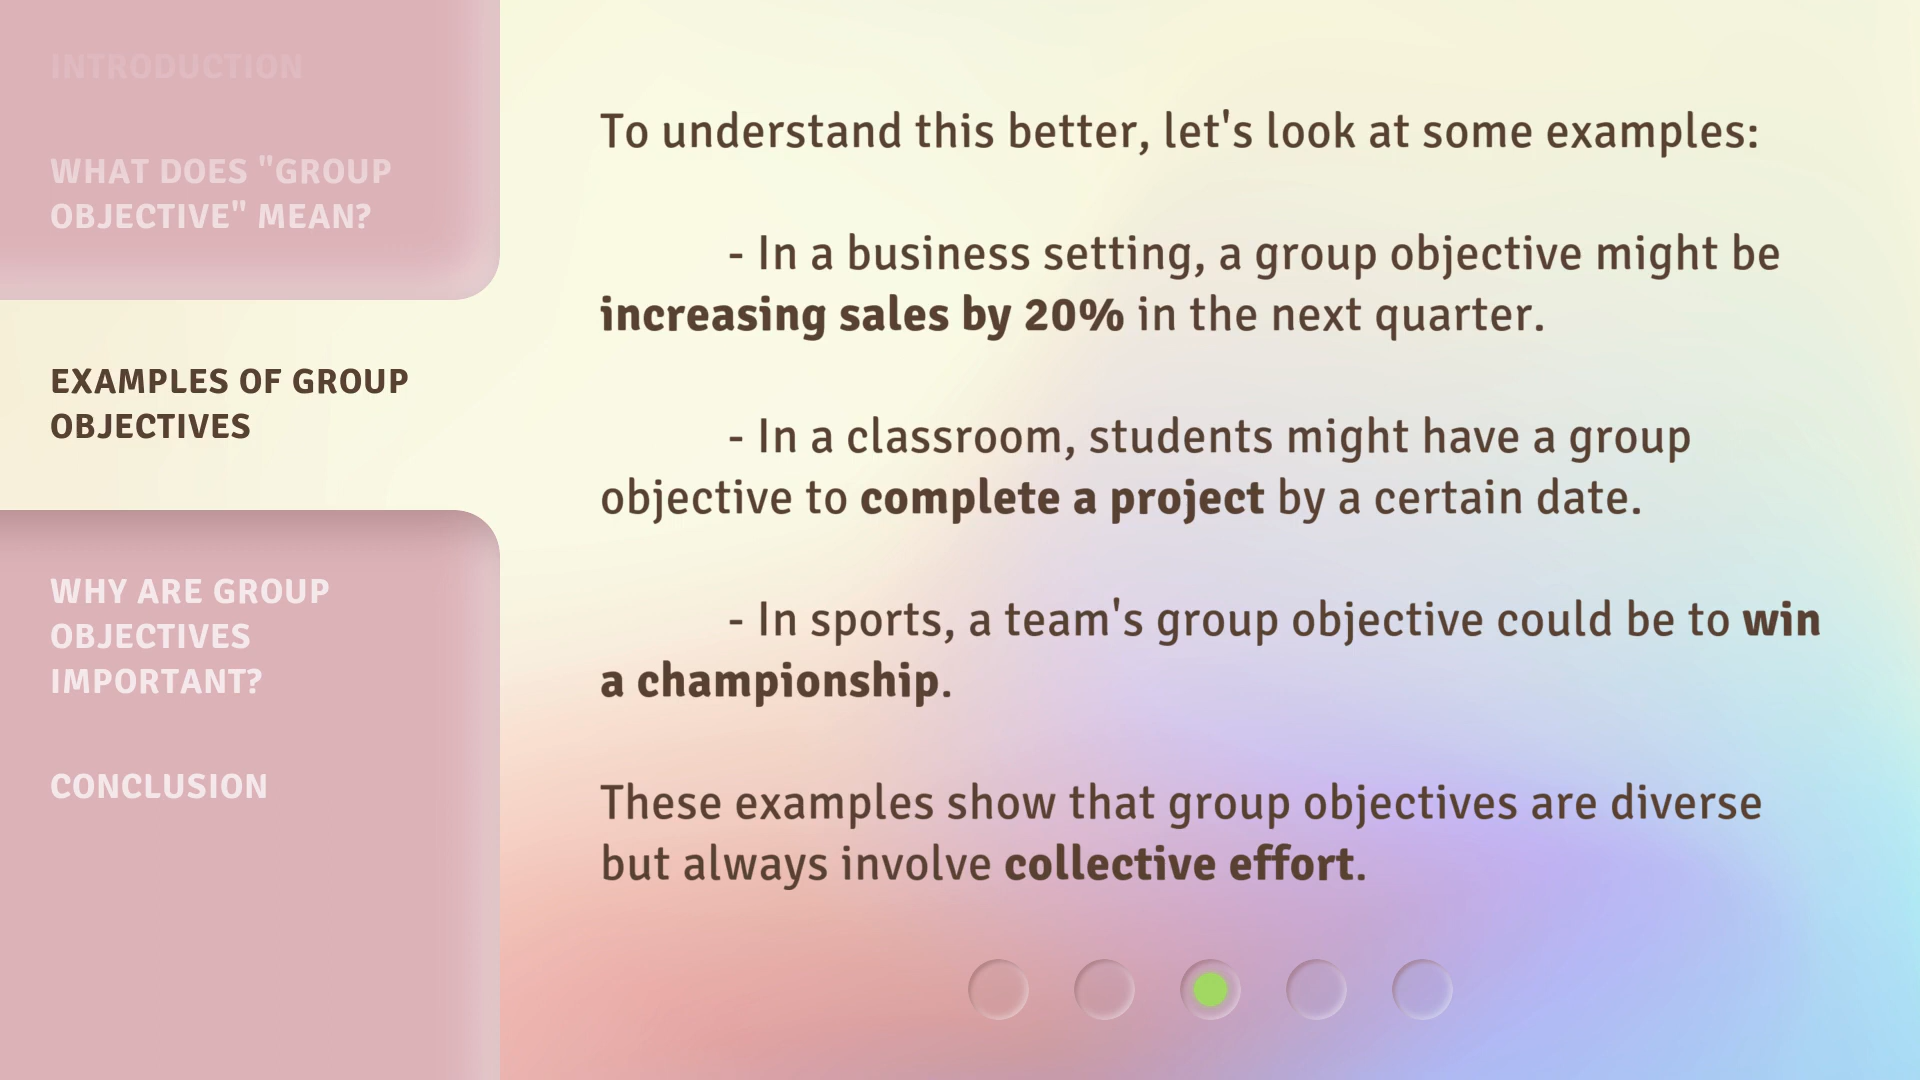 INTRODUCTION
WHAT DOES "GROUP
OBJECTIVE" MEAN?
EXAMPLES OF GROUP
OBJECTIVES
WHY ARE GROUP
OBJECTIVES
IMPORTANT?
CONCLUSION
To understand this better, let's look at some examples:
- In a business setting, a group objective might be
increasing sales by 20% in the next quarter.
- In a classroom, students might have a group
objective to complete a project by a certain date.
- In sports, a team's group objective could be to win
a championship.
These examples show that group objectives are diverse
but always involve collective effort.